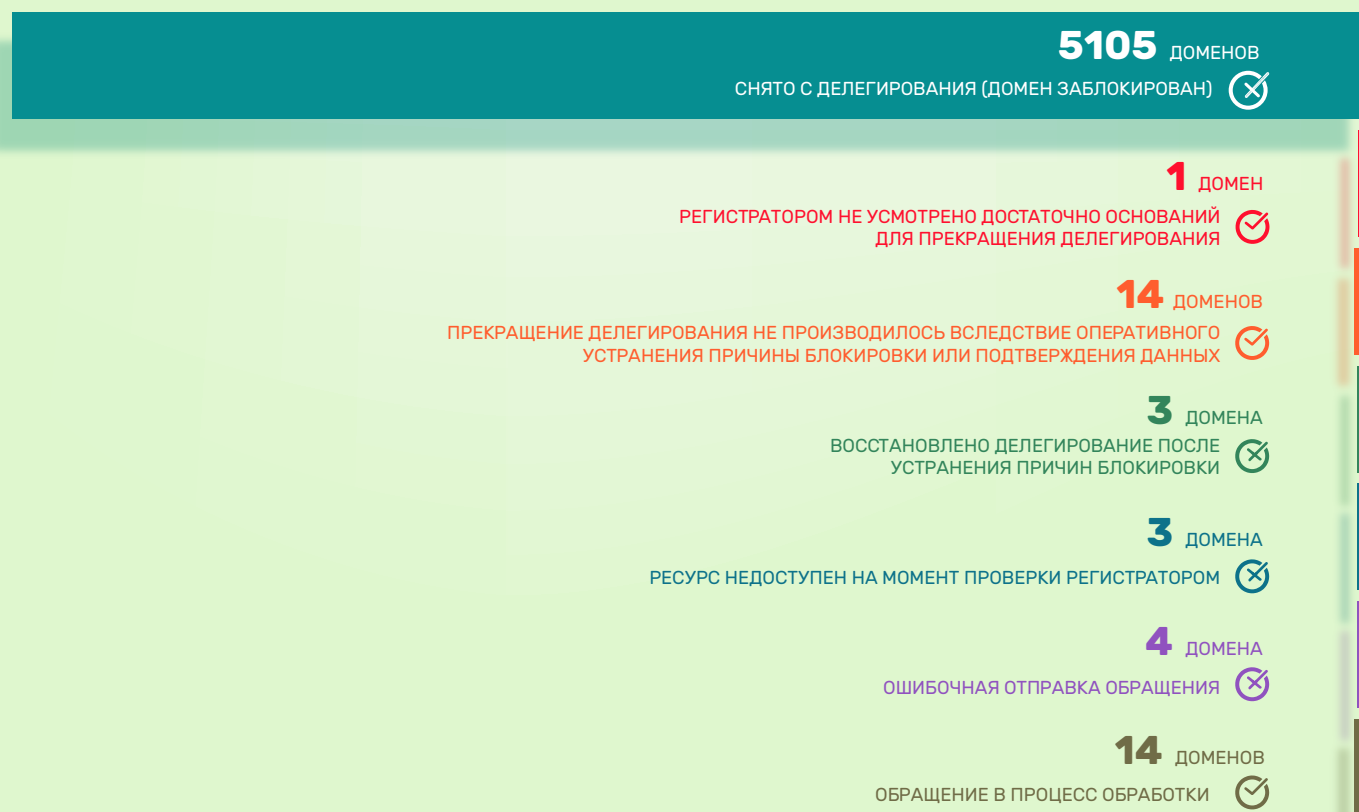 5105 ДОМЕНОВ
СНЯТО С ДЕЛЕГИРОВАНИЯ (ДОМЕН ЗАБЛОКИРОВАН)
1 ДОМЕН
РЕГИСТРАТОРОМ НЕ УСМОТРЕНО ДОСТАТОЧНО ОСНОВАНИЙ
ДЛЯ ПРЕКРАЩЕНИЯ ДЕЛЕГИРОВАНИЯ
14 ДОМЕНОВ
ПРЕКРАЩЕНИЕ ДЕЛЕГИРОВАНИЯ НЕ ПРОИЗВОДИЛОСЬ ВСЛЕДСТВИЕ ОПЕРАТИВНОГО
УСТРАНЕНИЯ ПРИЧИНЫ БЛОКИРОВКИ ИЛИ ПОДТВЕРЖДЕНИЯ ДАННЫХ
3 ДОМЕНА
ВОССТАНОВЛЕНО ДЕЛЕГИРОВАНИЕ ПОСЛЕ
УСТРАНЕНИЯ ПРИЧИН БЛОКИРОВКИ
3 ДОМЕНА
РЕСУРС НЕДОСТУПЕН НА МОМЕНТ ПРОВЕРКИ РЕГИСТРАТОРОМ
4 ДОМЕНА
ОШИБОЧНАЯ ОТПРАВКА ОБРАЩЕНИЯ
14 ДОМЕНОВ
ОБРАЩЕНИЕ В ПРОЦЕСС ОБРАБОТКИ